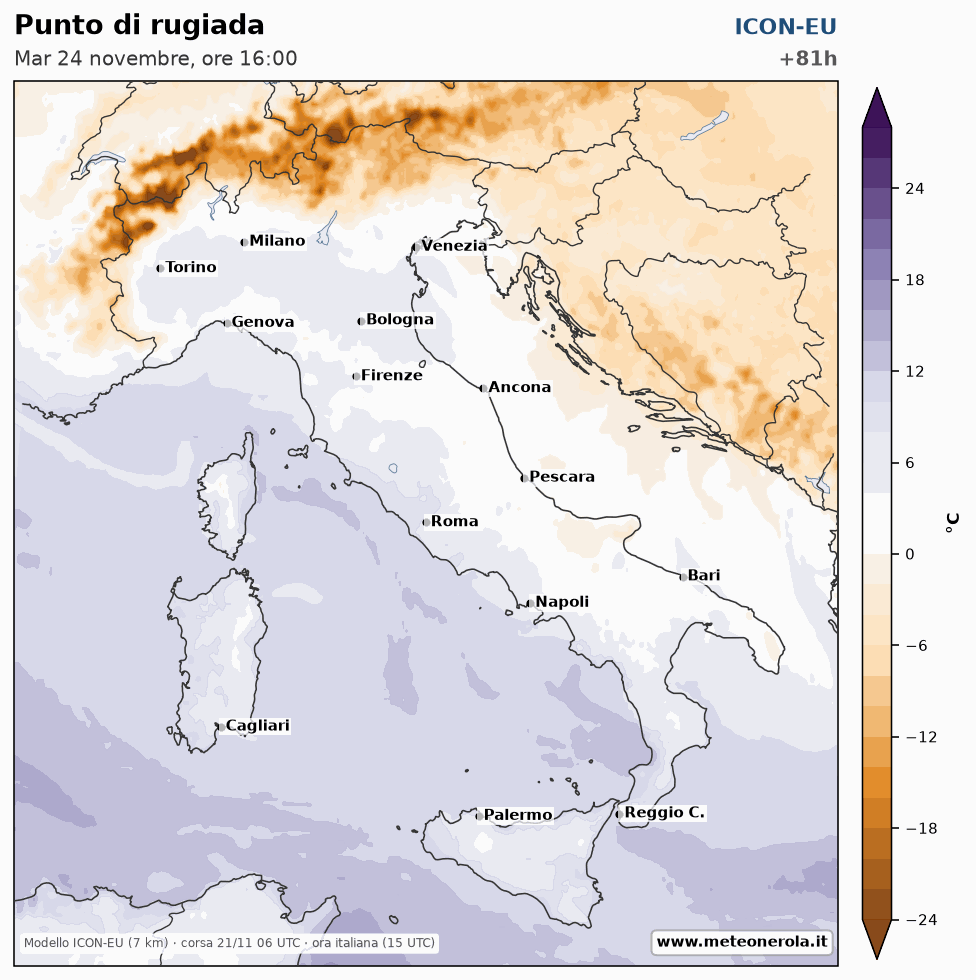 Punto di rugiada
ICON-EU
Mar 24 novembre, ore 16:00
+81h
Milano
Venezia
Torino
Genova
Bologna
Firenze
Ancona
Pescara
Roma
Bari
Napoli
Cagliari
Palermo
Reggio C.
24
18
12
6
0
−6
−12
−18
−24
°C
Modello ICON-EU (7 km) · corsa 21/11 06 UTC · ora italiana (15 UTC)
www.meteonerola.it